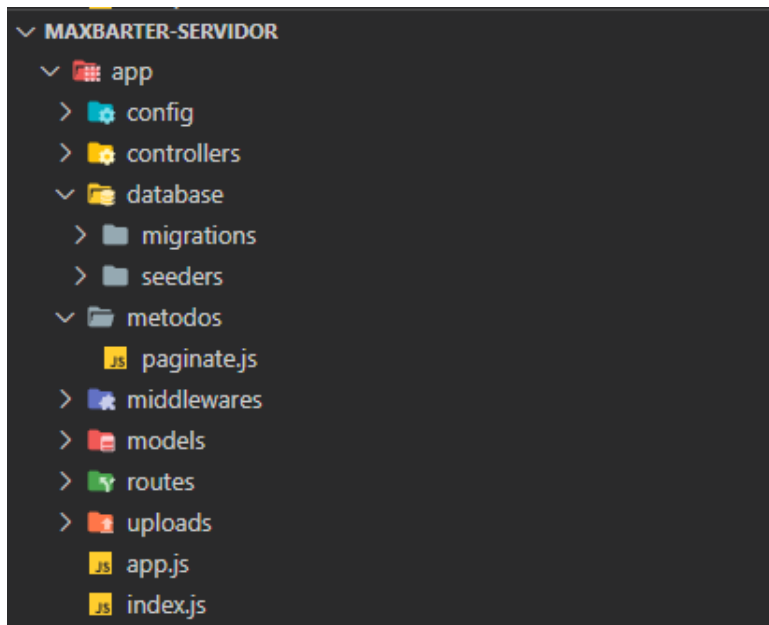 MAXBARTER-SERVIDOR
app
config
controllers
database
migrations
seeders
metodos
JS paginate.js
middlewares
models
routes
uploads
JS app.js
JS index.js